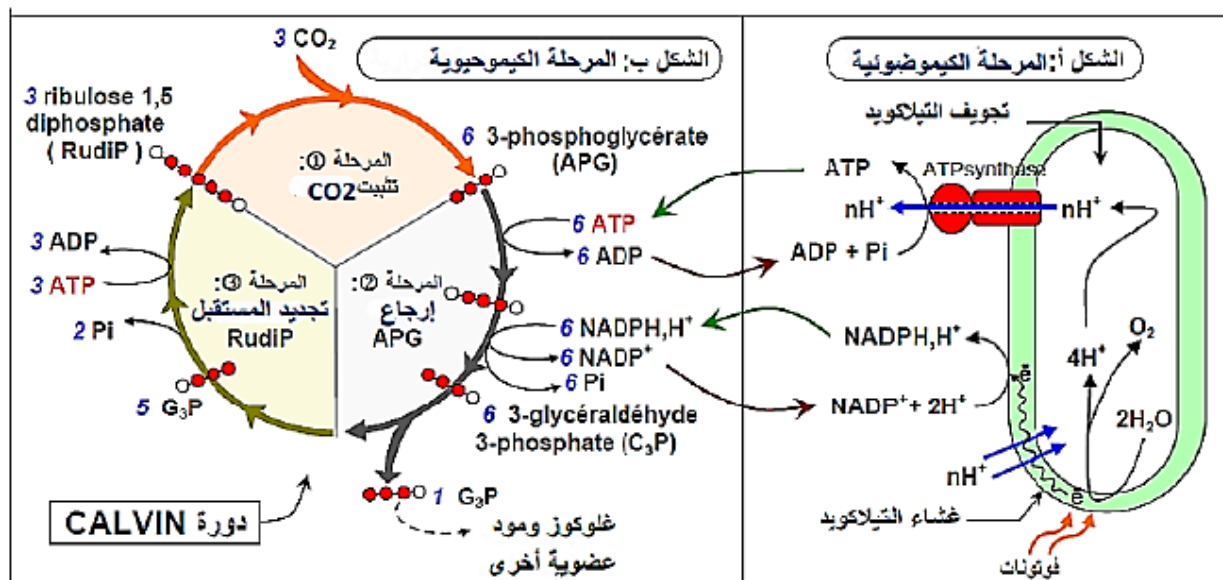 الشكل أ: المرحلة الكيموضوئية
تجويف التيلاكويد
ATPsynthase
ATP
nH⁺
nH⁺
ADP + Pi
NADPH,H⁺
NADP⁺ + 2H⁺
4H⁺
O₂
2H₂O
é
é
nH⁺
غشاء التيلاكويد
فوتونات
الشكل ب: المرحلة الكيموحيوية
3 CO₂
3 ribulose 1,5
diphosphate
( RudiP )
6 3-phosphoglycérate
(APG)
المرحلة ①:
تثبيت CO2
6 ATP
6 ADP
المرحلة ②:
إرجاع
APG
6 NADPH,H⁺
6 NADP⁺
6 Pi
6 3-glycéraldéhyde
3-phosphate (C₃P)
1 G₃P
غلوكوز ومود
عضوية أخرى
المرحلة ③:
تجديد المستقبل
RudiP
5 G₃P
2 Pi
3 ATP
3 ADP
دورة CALVIN